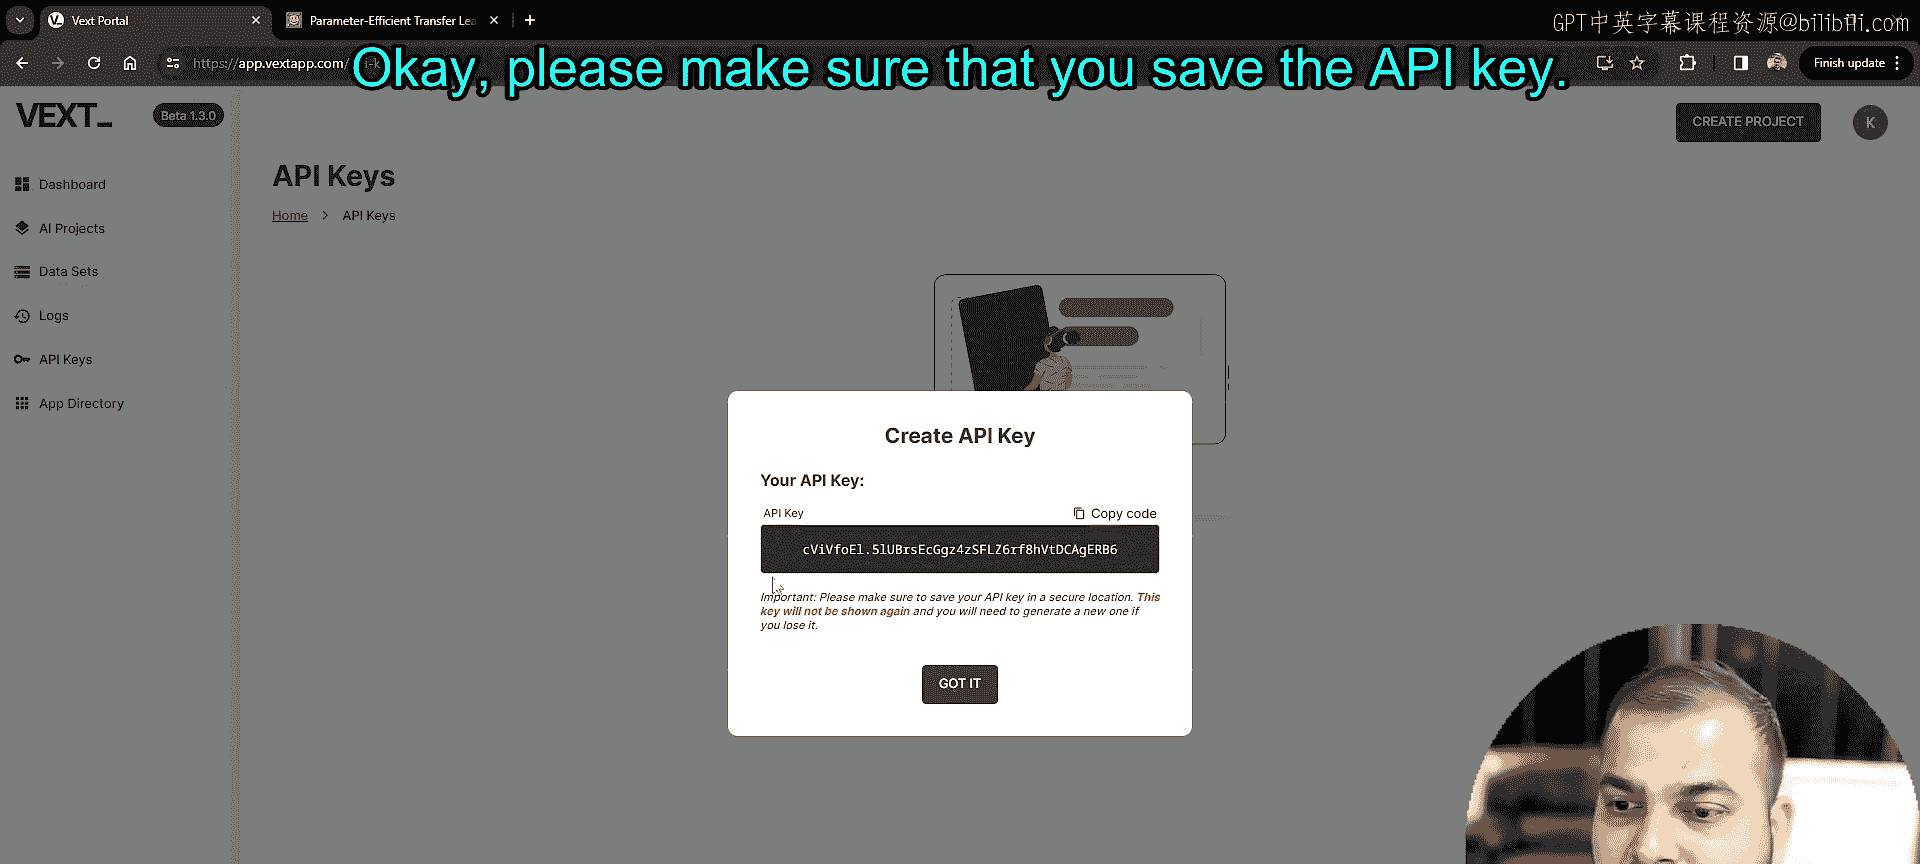 Vext Portal
Parameter-Efficient Transfer Lea
GPT中英字幕课程资源@bilibili.com
https://app.vextapp.com/
Finish update
Okay, please make sure that you save the API key.
VEXT_
Beta 1.3.0
CREATE PROJECT
K
Dashboard
AI Projects
Data Sets
Logs
API Keys
App Directory
API Keys
Home > API Keys
Create API Key
Your API Key:
API Key
Copy code
cViVfoEl.5lUBrsEcGgz4zSFLZ6rf8hVtDCAgERB6
Important: Please make sure to save your API key in a secure location. This
key will not be shown again and you will need to generate a new one if
you lose it.
GOT IT